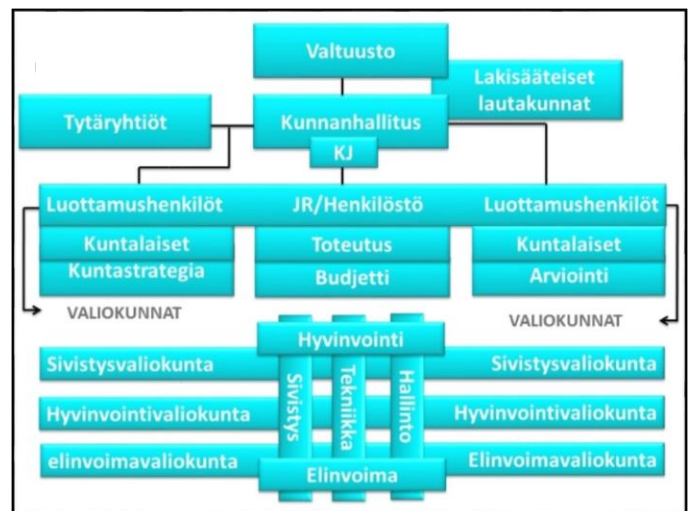 Valtuusto
Lakisääteiset
lautakunnat
Tytäryhtiöt
Kunnanhallitus
KJ
Luottamushenkilöt
JR/Henkilöstö
Luottamushenkilöt
Kuntalaiset
Toteutus
Kuntalaiset
Kuntastrategia
Budjetti
Arviointi
VALIOKUNNAT
VALIOKUNNAT
Hyvinvointi
Sivistysvaliokunta
Sivistys
Tekniikka
Hallinto
Sivistysvaliokunta
Hyvinvointivaliokunta
Hyvinvointivaliokunta
elinvoimavaliokunta
Elinvoima
Elinvoimavaliokunta